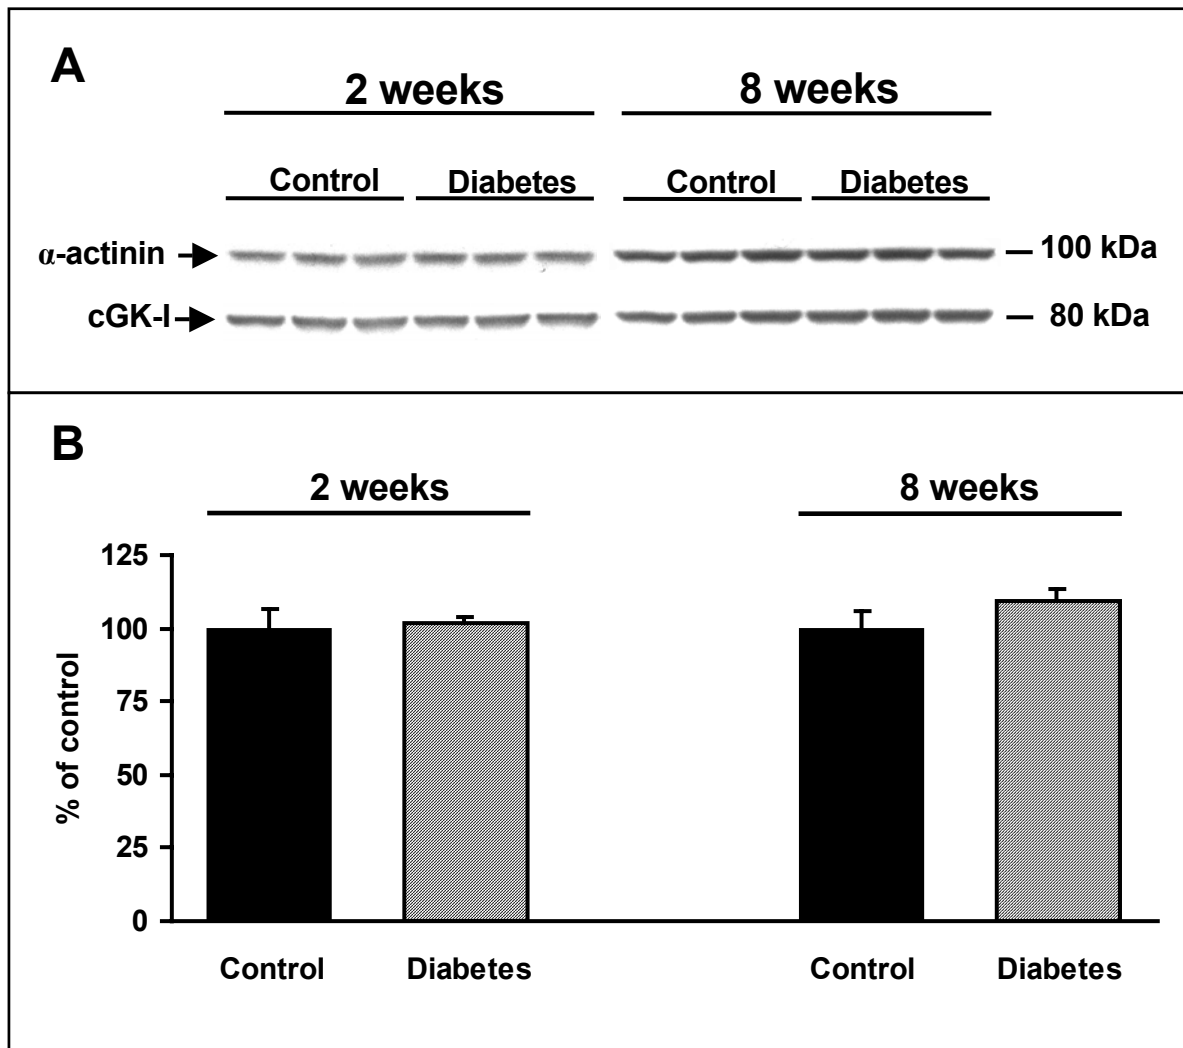 A
2 weeks 8 weeks
Control Diabetes Control Diabetes
α-actinin 100 kDa
cGK-I 80 kDa
B
2 weeks 8 weeks
125
100
75
50
25
0
% of control
Control Diabetes Control Diabetes